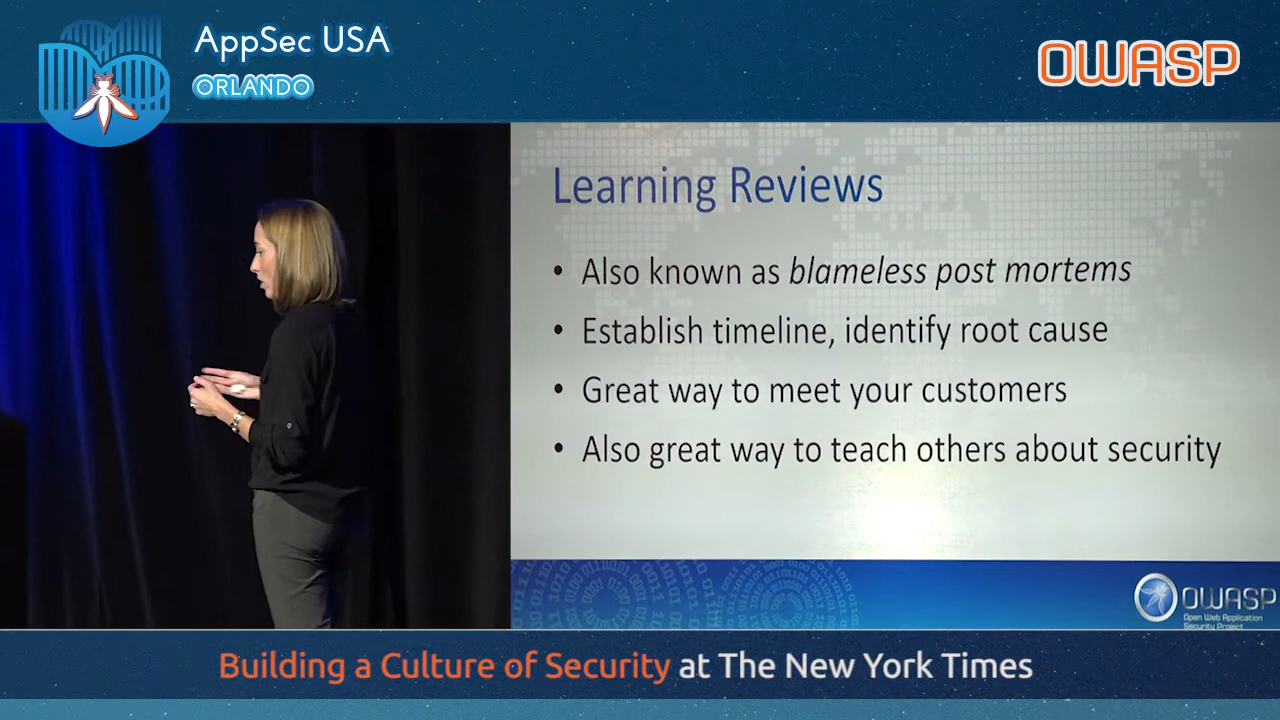 AppSec USA
ORLANDO
OWASP
Learning Reviews
• Also known as blameless post mortems
• Establish timeline, identify root cause
• Great way to meet your customers
• Also great way to teach others about security
OWASP
Open Web Application
Security Project
Building a Culture of Security at The New York Times